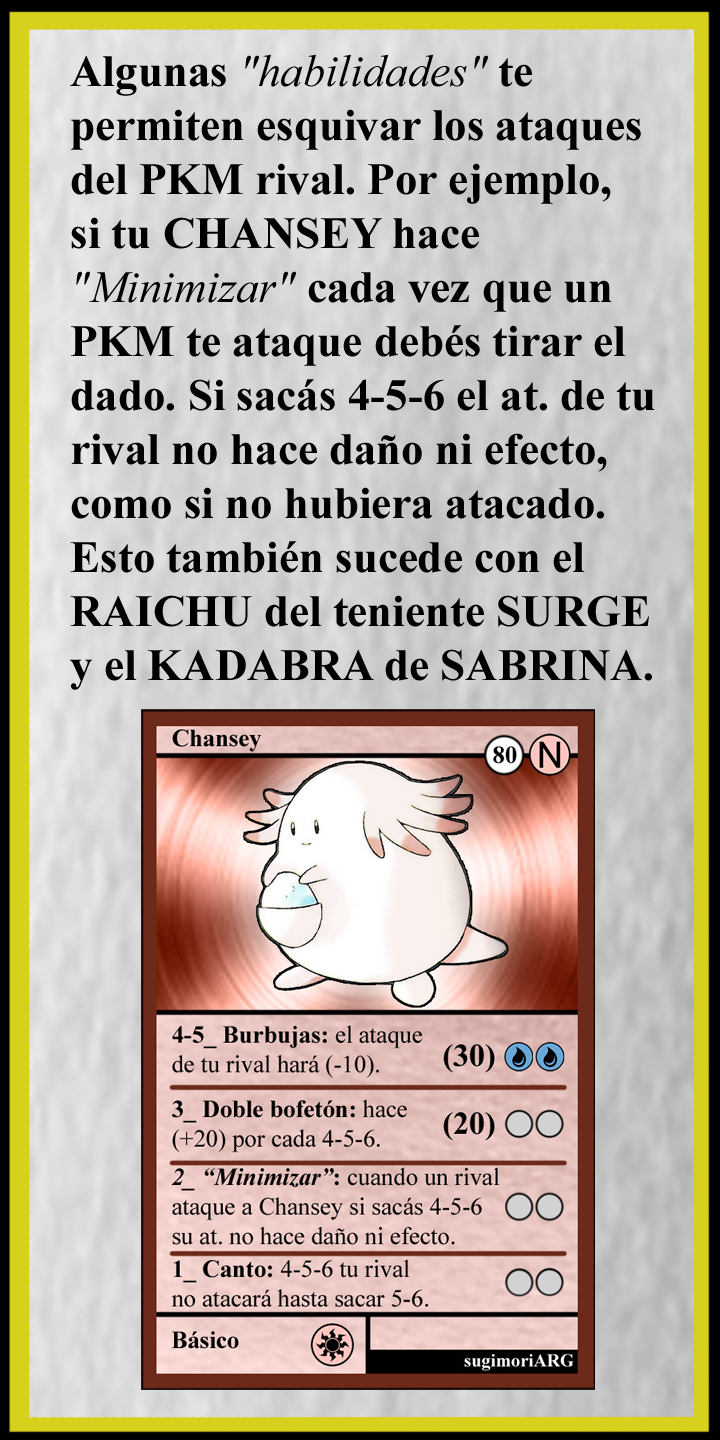 Algunas "habilidades" te
permiten esquivar los ataques
del PKM rival. Por ejemplo,
si tu CHANSEY hace
"Minimizar" cada vez que un
PKM te ataque debés tirar el
dado. Si sacás 4-5-6 el at. de tu
rival no hace daño ni efecto,
como si no hubiera atacado.
Esto también sucede con el
RAICHU del teniente SURGE
y el KADABRA de SABRINA.
Chansey
80 N
4-5_ Burbujas: el ataque
de tu rival hará (-10).
(30)
3_ Doble bofetón: hace
(+20) por cada 4-5-6.
(20)
2_ “Minimizar”: cuando un rival
ataque a Chansey si sacás 4-5-6
su at. no hace daño ni efecto.
1_ Canto: 4-5-6 tu rival
no atacará hasta sacar 5-6.
Básico
sugimoriARG